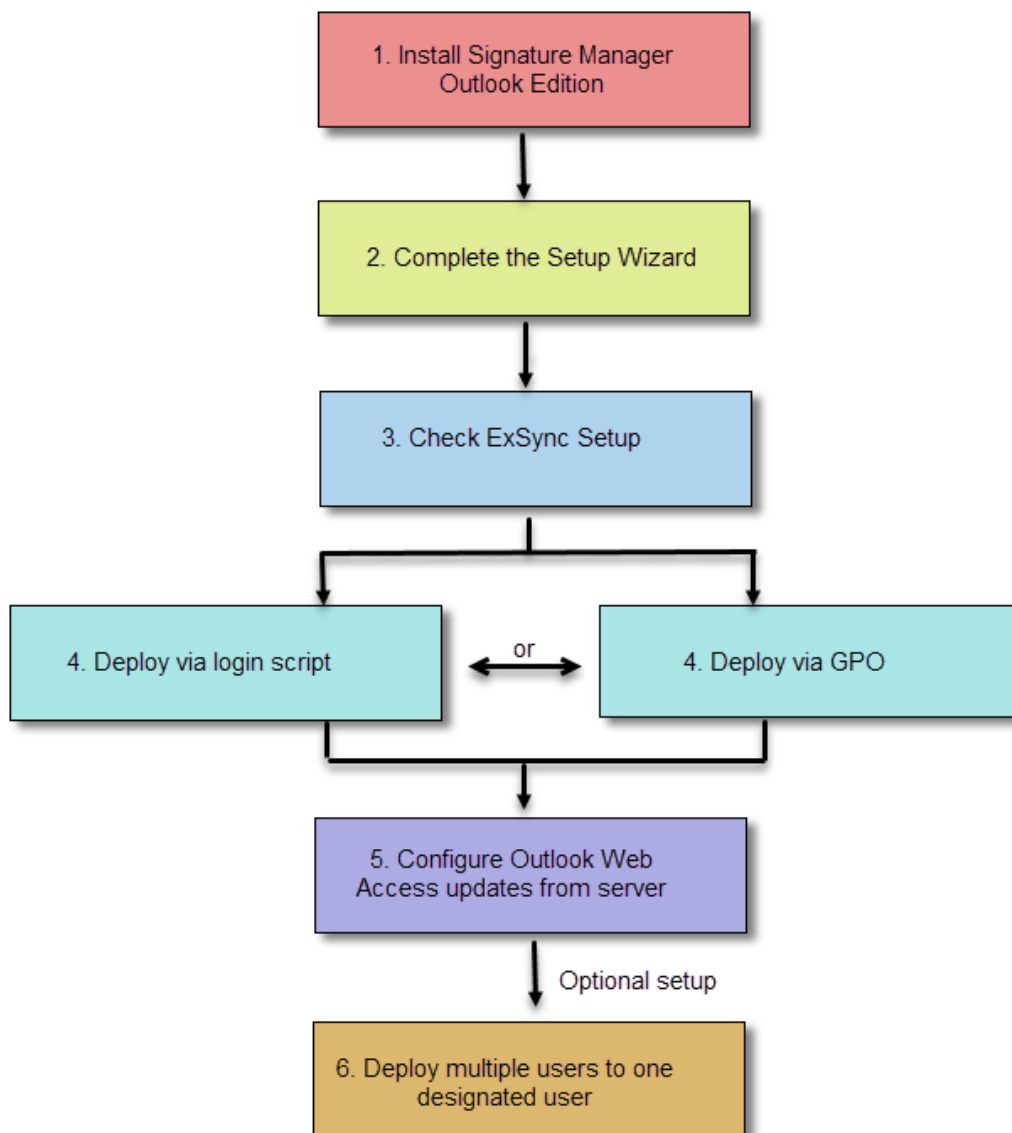 1. Install Signature Manager
Outlook Edition
2. Complete the Setup Wizard
3. Check ExSync Setup
4. Deploy via login script
or
4. Deploy via GPO
5. Configure Outlook Web
Access updates from server
Optional setup
6. Deploy multiple users to one
designated user